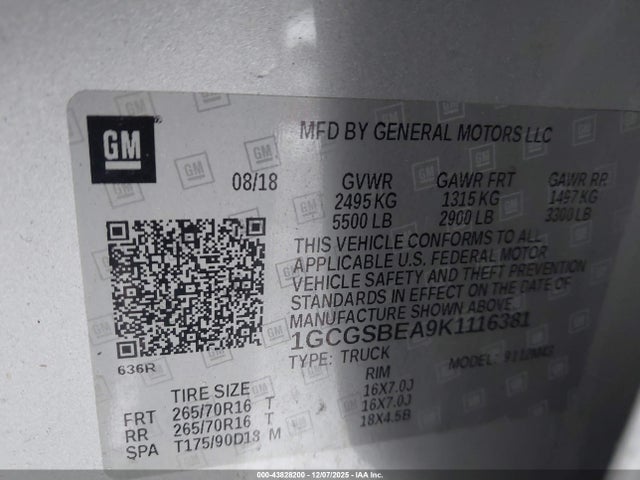 GM
MFD BY GENERAL MOTORS LLC
08/18 GVWR GAWR FRT GAWR RR
2495 KG 1315 KG 1497 KG
5500 LB 2900 LB 3300 LB
THIS VEHICLE CONFORMS TO ALL
APPLICABLE U.S. FEDERAL MOTOR
VEHICLE SAFETY AND THEFT PREVENTION
STANDARDS IN EFFECT ON THE DATE OF
MANUFACTURE SHOWN ABOVE.
1GCGSBEA9K1116381
636R TYPE: TRUCK MODEL:
TIRE SIZE RIM
FRT 265/70R16 T 16X7.0J
RR 265/70R16 T 16X7.0J
SPA T175/90D18 M 18X4.5B
000-43828200 - 12/07/2025 - IAAI.COM